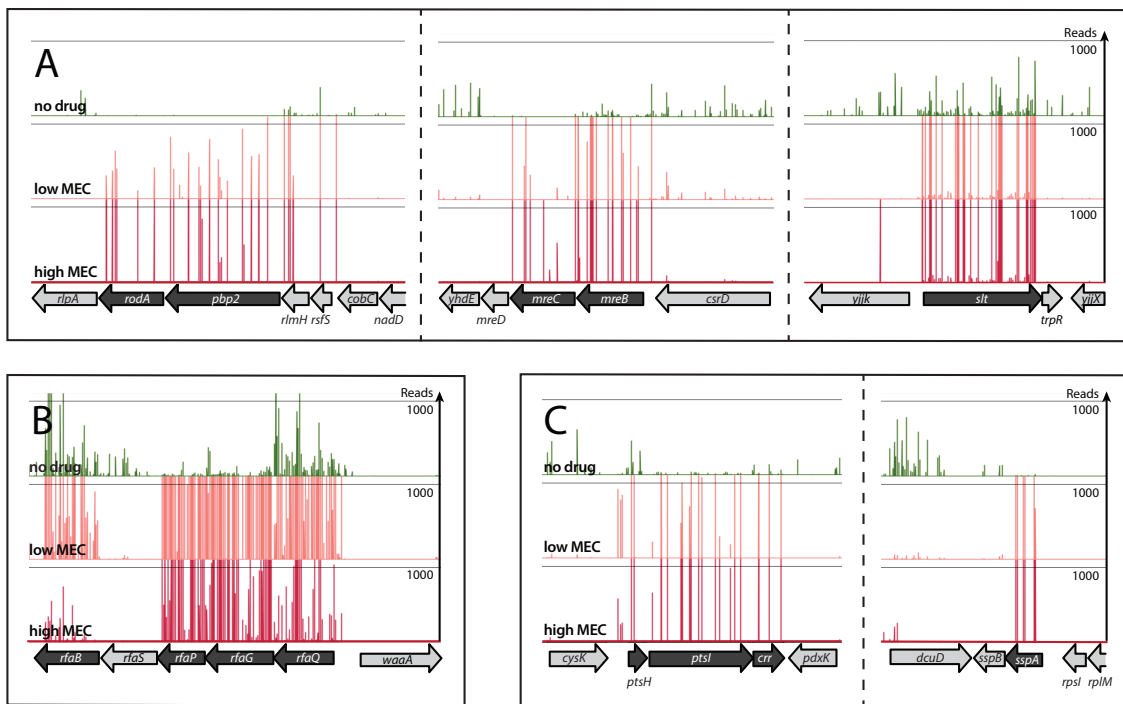 A
Reads
1000
no drug
1000
low MEC
1000
high MEC
rlpA rodA pbp2 cobC yhdE mreC mreB csrD yjjk slt yjjX
rlmH rsfS nadD mreD trpR
B
Reads
1000
no drug
1000
low MEC
1000
high MEC
rfaB rfaS rfaP rfaG rfaQ waaA
C
Reads
1000
no drug
1000
low MEC
1000
high MEC
cysK ptsI crr pdxK dcuD sspB sspA
ptsH rpsI rplM